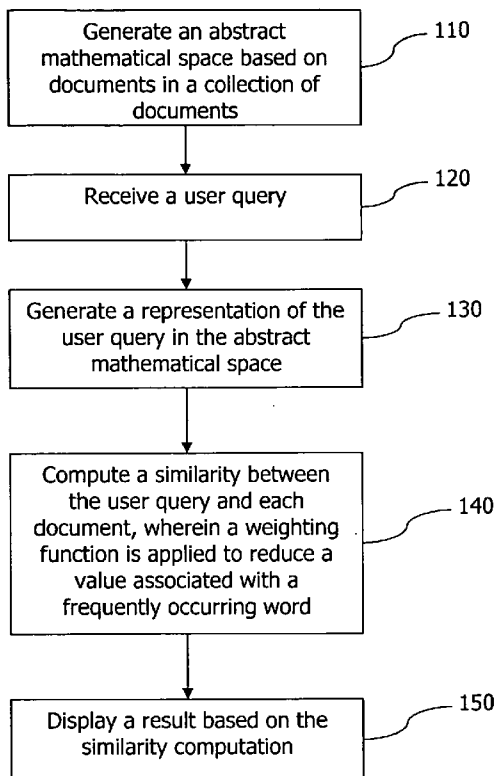 Generate an abstract
mathematical space based on
documents in a collection of
documents
110
Receive a user query
120
Generate a representation of the
user query in the abstract
mathematical space
130
Compute a similarity between
the user query and each
document, wherein a weighting
function is applied to reduce a
value associated with a
frequently occurring word
140
Display a result based on the
similarity computation
150